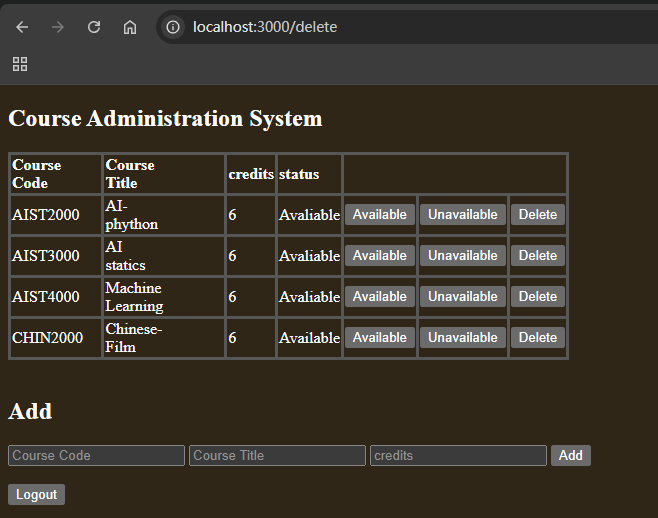 localhost:3000/delete
Course Administration System
Course Code Course Title credits status
AIST2000 AI-phython 6 Avaliable Available Unavailable Delete
AIST3000 AI statics 6 Avaliable Available Unavailable Delete
AIST4000 Machine Learning 6 Avaliable Available Unavailable Delete
CHIN2000 Chinese-Film 6 Available Available Unavailable Delete
Add
Course Code Course Title credits Add
Logout